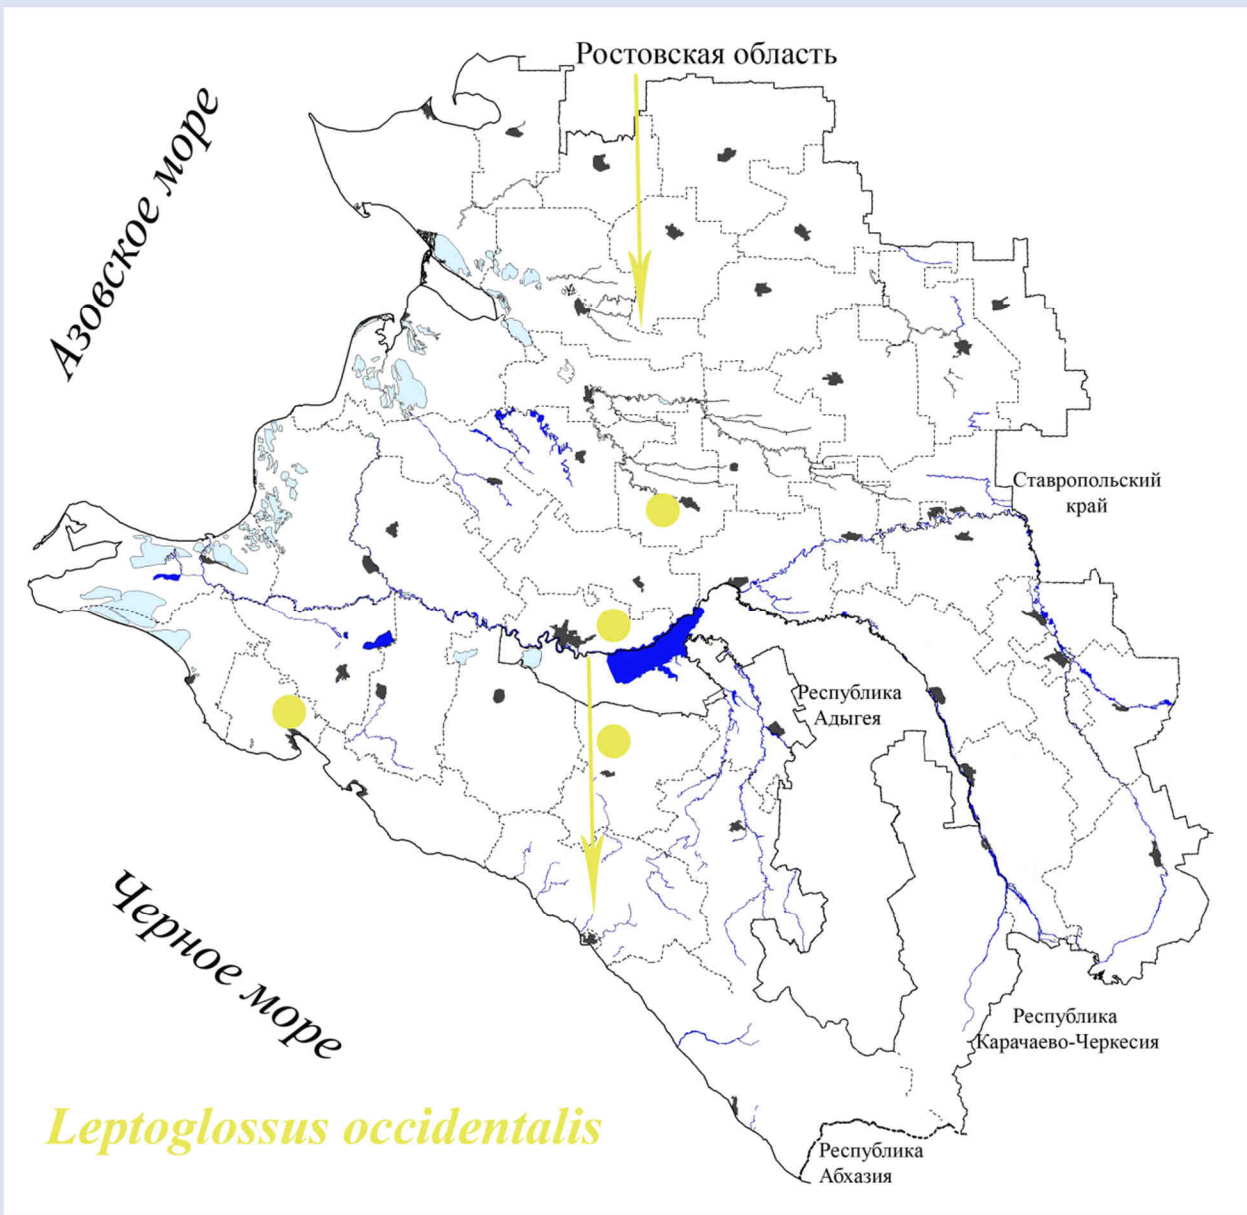 Ростовская область
Азовское море
Ставропольский
край
Республика
Адыгея
Черное море
Республика
Карачаево-Черкесия
Leptoglossus occidentalis
Республика
Абхазия